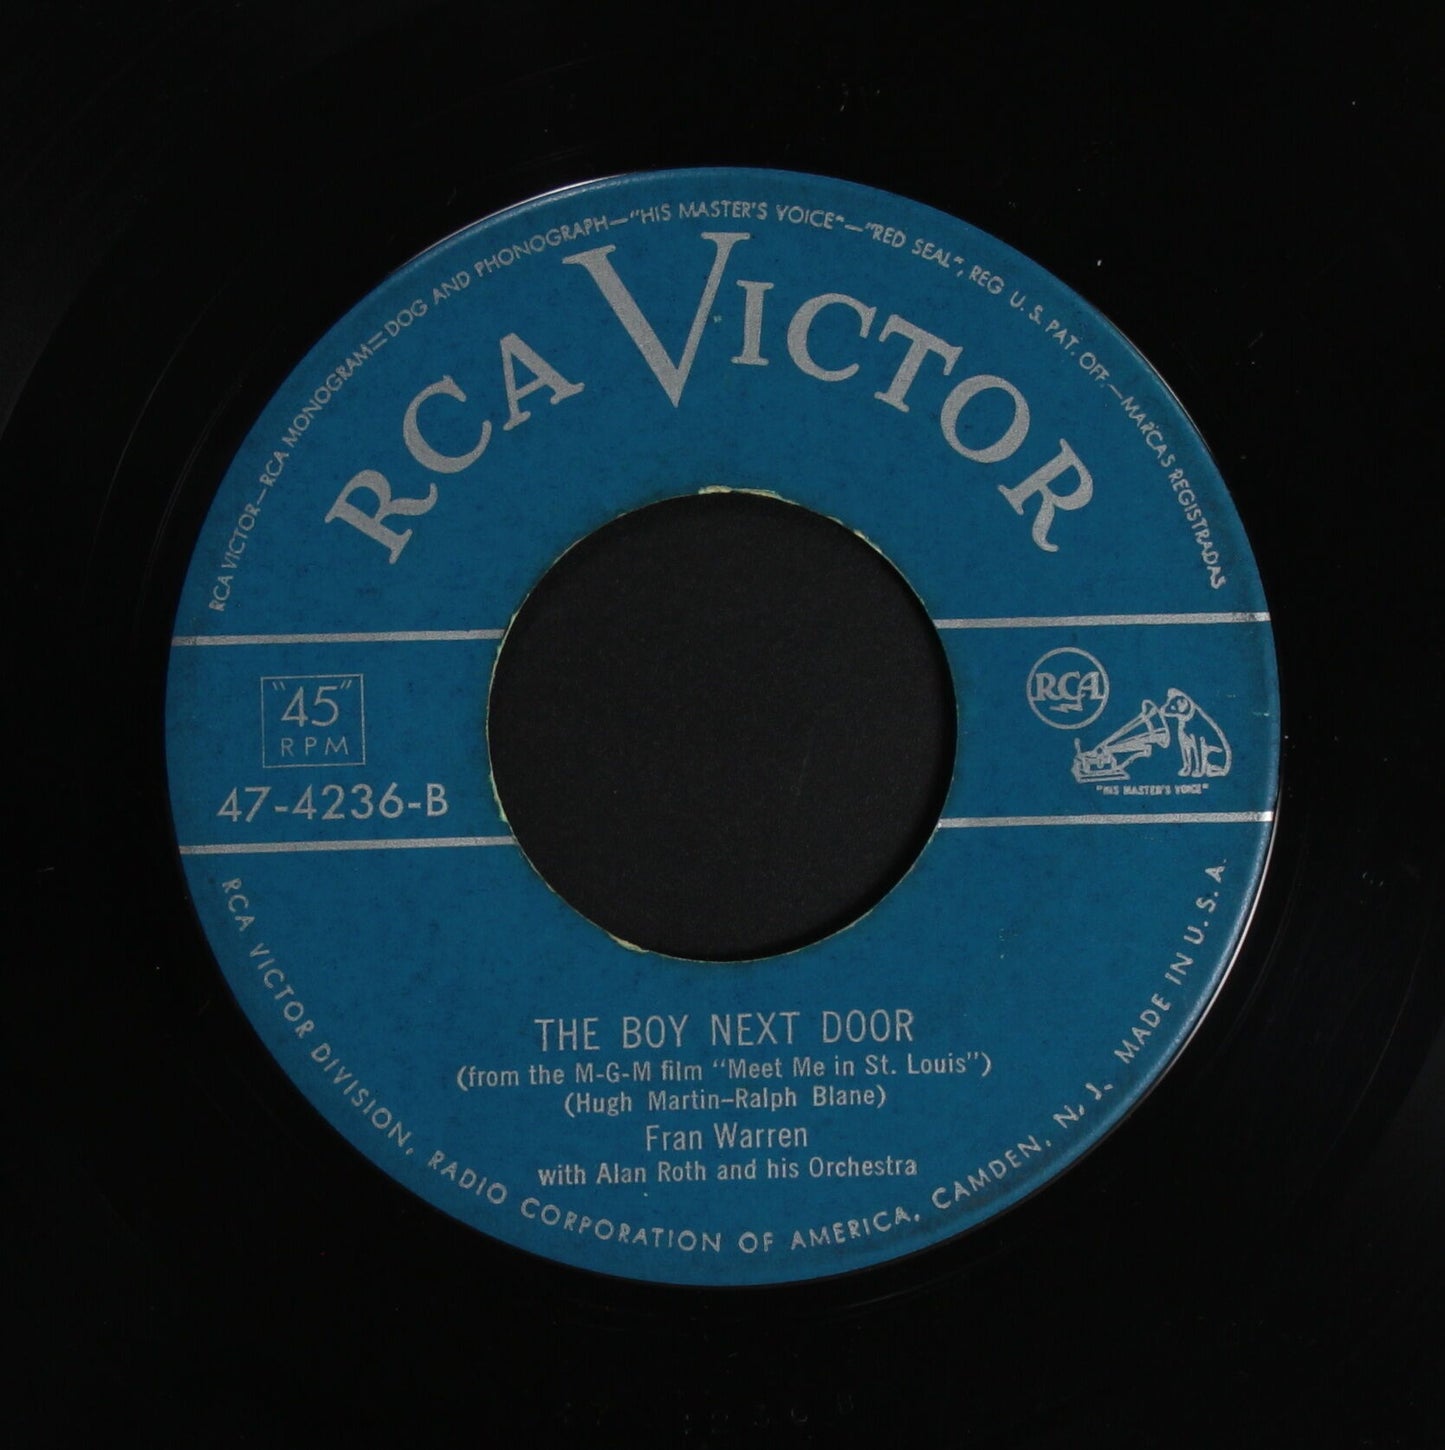 RCA VICTOR—RCA MONOGRAM—DOG AND PHONOGRAPH—"HIS MASTER'S VOICE"—"RED SEAL", REG U. S. PAT. OFF.—MARCAS REGISTRADAS
RCA VICTOR
"45"
RPM
47-4236-B
RCA
"HIS MASTER'S VOICE"
THE BOY NEXT DOOR
(from the M-G-M film "Meet Me in St. Louis")
(Hugh Martin–Ralph Blane)
Fran Warren
with Alan Roth and his Orchestra
RCA VICTOR DIVISION, RADIO CORPORATION OF AMERICA, CAMDEN, N. J. MADE IN U. S. A.